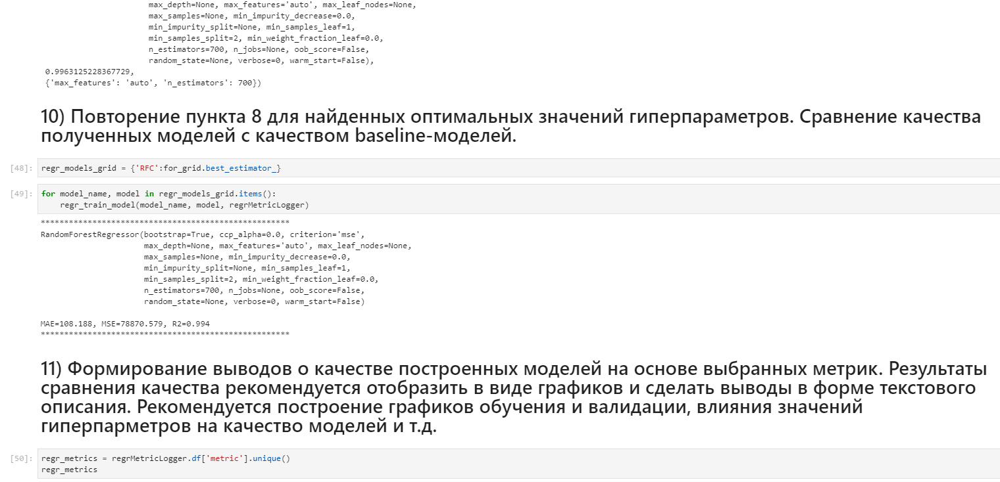 max_depth=None, max_features='auto', max_leaf_nodes=None,
max_samples=None, min_impurity_decrease=0.0,
min_impurity_split=None, min_samples_leaf=1,
min_samples_split=2, min_weight_fraction_leaf=0.0,
n_estimators=700, n_jobs=None, oob_score=False,
random_state=None, verbose=0, warm_start=False),
0.9963125228367729,
{'max_features': 'auto', 'n_estimators': 700})
10) Повторение пункта 8 для найденных оптимальных значений гиперпараметров. Сравнение качества
полученных моделей с качеством baseline-моделей.
[48]: regr_models_grid = {'RFC':for_grid.best_estimator_}
[49]: for model_name, model in regr_models_grid.items():
regr_train_model(model_name, model, regrMetricLogger)
*****************************************************
RandomForestRegressor(bootstrap=True, ccp_alpha=0.0, criterion='mse',
max_depth=None, max_features='auto', max_leaf_nodes=None,
max_samples=None, min_impurity_decrease=0.0,
min_impurity_split=None, min_samples_leaf=1,
min_samples_split=2, min_weight_fraction_leaf=0.0,
n_estimators=700, n_jobs=None, oob_score=False,
random_state=None, verbose=0, warm_start=False)
MAE=108.188, MSE=78870.579, R2=0.994
*****************************************************
11) Формирование выводов о качестве построенных моделей на основе выбранных метрик. Результаты
сравнения качества рекомендуется отобразить в виде графиков и сделать выводы в форме текстового
описания. Рекомендуется построение графиков обучения и валидации, влияния значений
гиперпарметров на качество моделей и т.д.
[50]: regr_metrics = regrMetricLogger.df['metric'].unique()
regr_metrics